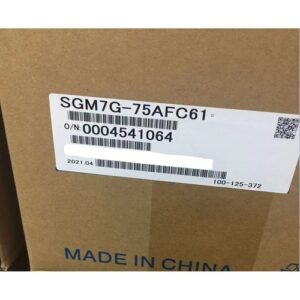 SGM7G-75AFC61
O/N: 0004541064
2021.04
100-125-372
MADE IN CHINA